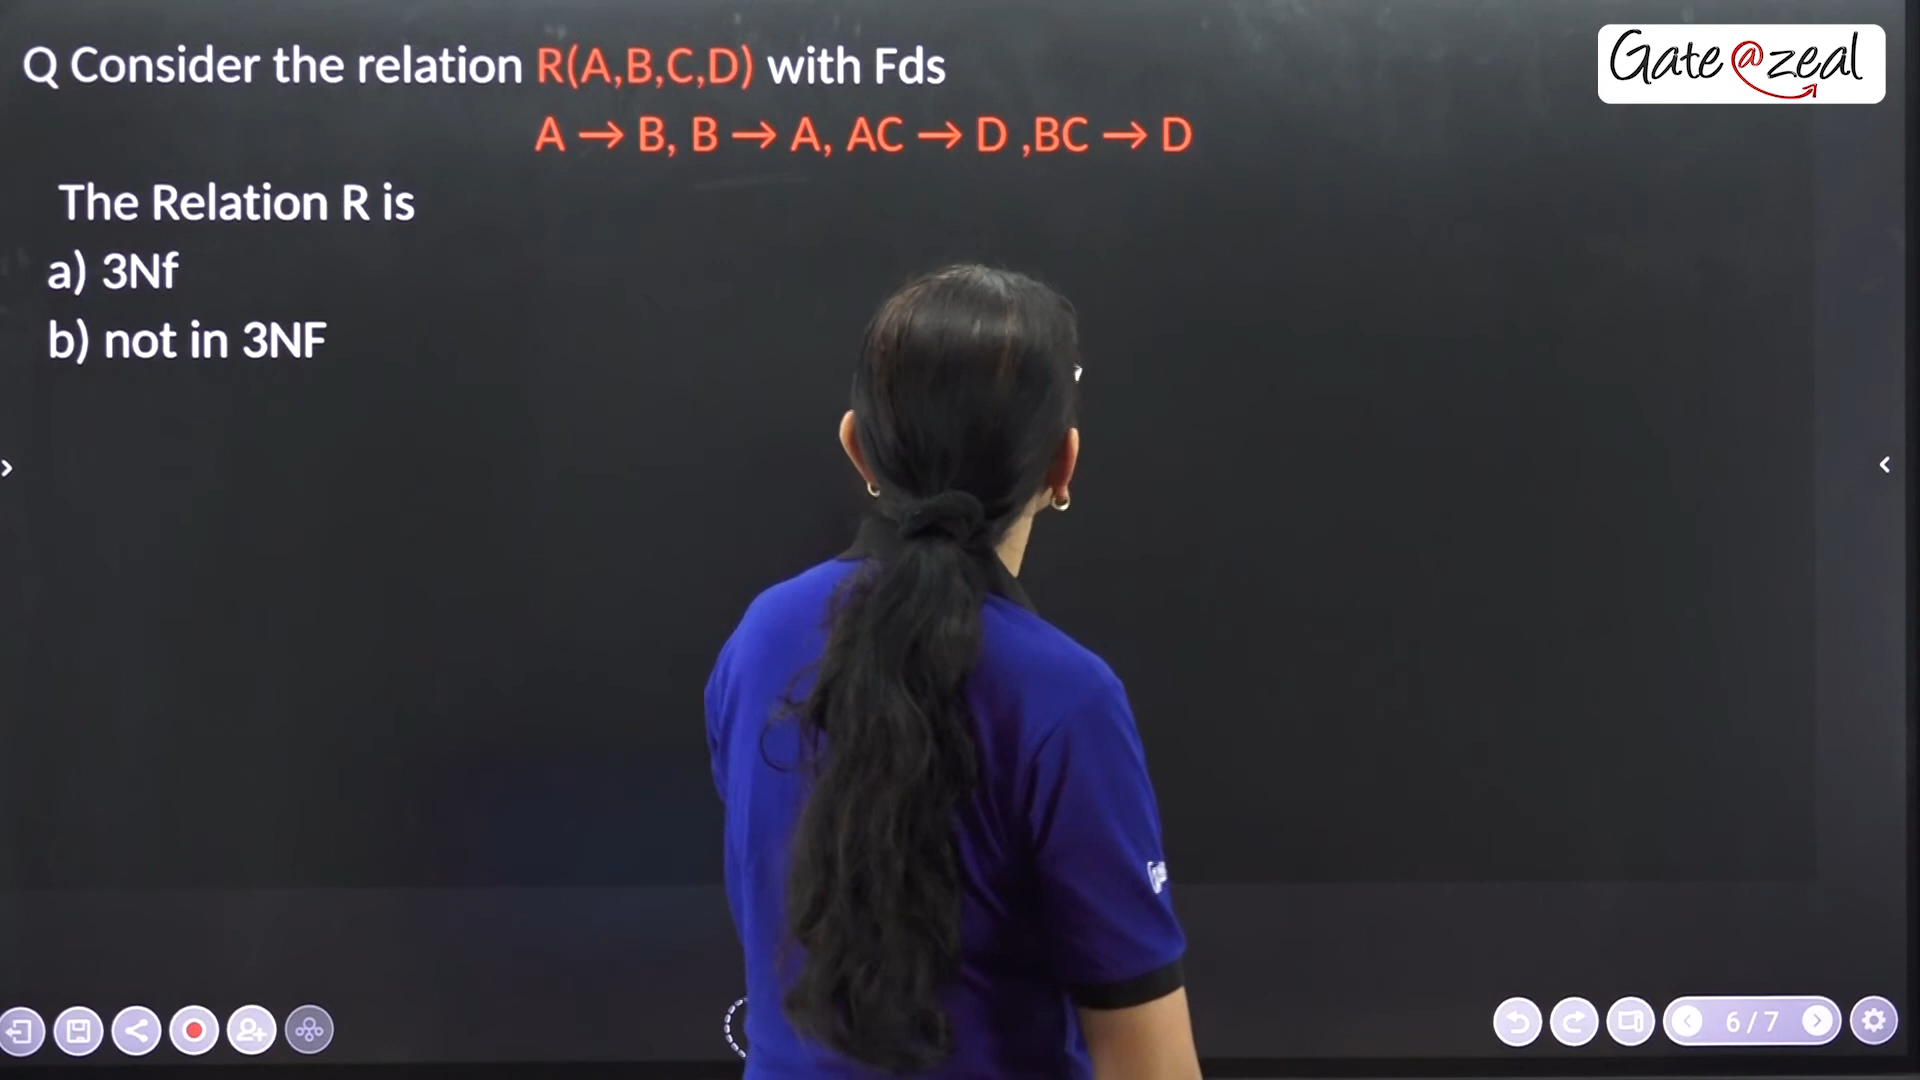 Q Consider the relation R(A,B,C,D) with Fds
Gate@zeal
A → B, B → A, AC → D ,BC → D
The Relation R is
a) 3Nf
b) not in 3NF
6/7